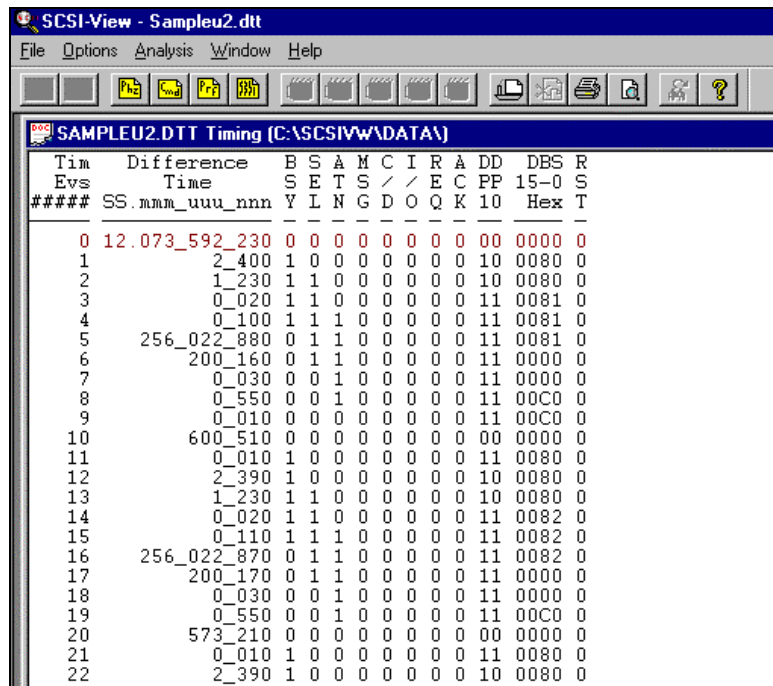 SCSI-View - Sampleu2.dtt
File Options Analysis Window Help
Phz Cmd Prf
SAMPLEU2.DTT Timing (C:\SCSIVW\DATA\)
Tim Difference B S A M C I R A DD DBS R
Evs Time S E T S / / E C PP 15-0 S
##### SS.mmm_uuu_nnn Y L N G D O Q K 10 Hex T
0 12.073_592_230 0 0 0 0 0 0 0 0 00 0000 0
1 2_400 1 0 0 0 0 0 0 0 10 0080 0
2 1_230 1 1 0 0 0 0 0 0 10 0080 0
3 0_020 1 1 0 0 0 0 0 0 11 0081 0
4 0_100 1 1 1 0 0 0 0 0 11 0081 0
5 256_022_880 0 1 1 0 0 0 0 0 11 0081 0
6 200_160 0 1 1 0 0 0 0 0 11 0000 0
7 0_030 0 0 1 0 0 0 0 0 11 0000 0
8 0_550 0 0 1 0 0 0 0 0 11 00C0 0
9 0_010 0 0 0 0 0 0 0 0 11 00C0 0
10 600_510 0 0 0 0 0 0 0 0 00 0000 0
11 0_010 1 0 0 0 0 0 0 0 11 0080 0
12 2_390 1 0 0 0 0 0 0 0 10 0080 0
13 1_230 1 1 0 0 0 0 0 0 10 0080 0
14 0_020 1 1 0 0 0 0 0 0 11 0082 0
15 0_110 1 1 1 0 0 0 0 0 11 0082 0
16 256_022_870 0 1 1 0 0 0 0 0 11 0082 0
17 200_170 0 1 1 0 0 0 0 0 11 0000 0
18 0_030 0 0 1 0 0 0 0 0 11 0000 0
19 0_550 0 0 1 0 0 0 0 0 11 00C0 0
20 573_210 0 0 0 0 0 0 0 0 00 0000 0
21 0_010 1 0 0 0 0 0 0 0 11 0080 0
22 2_390 1 0 0 0 0 0 0 0 10 0080 0